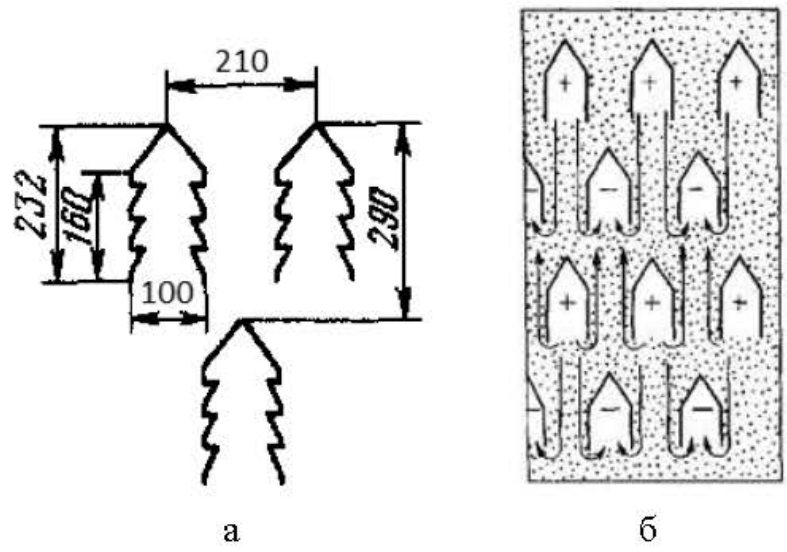 210
232
160
290
100
+ + +
– – –
+ +
– – –
а б